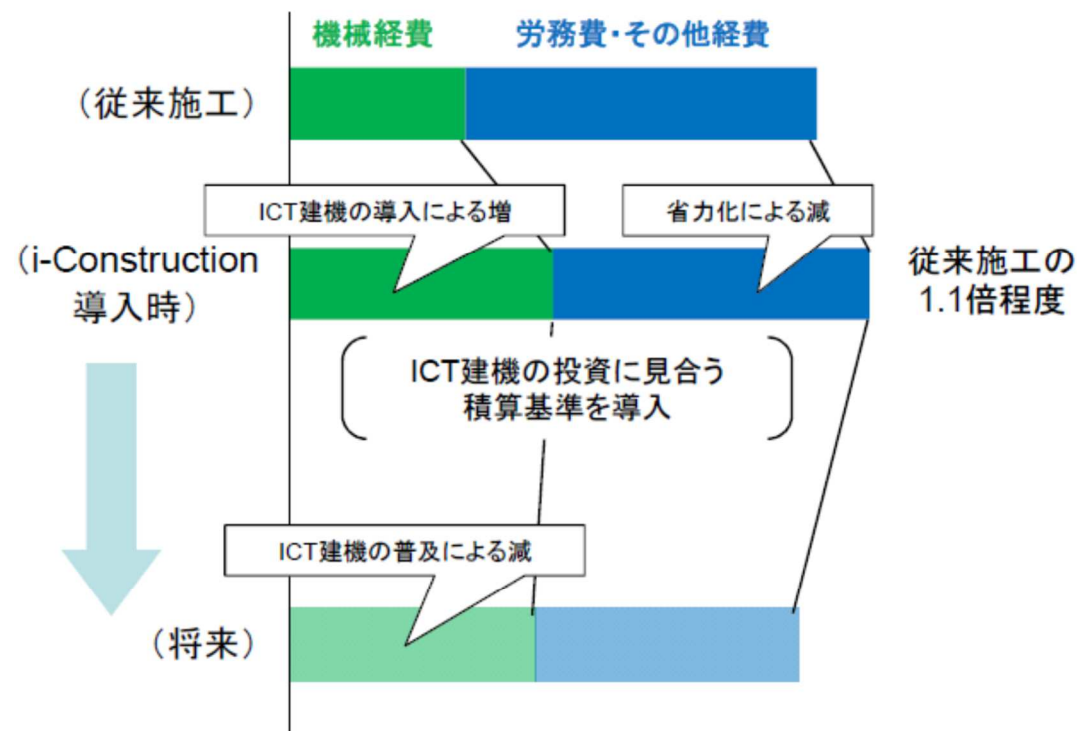 機械経費
労務費・その他経費
(従来施工)
ICT建機の導入による増
省力化による減
(i-Construction
導入時)
従来施工の
1.1倍程度
ICT建機の投資に見合う
積算基準を導入
ICT建機の普及による減
(将来)